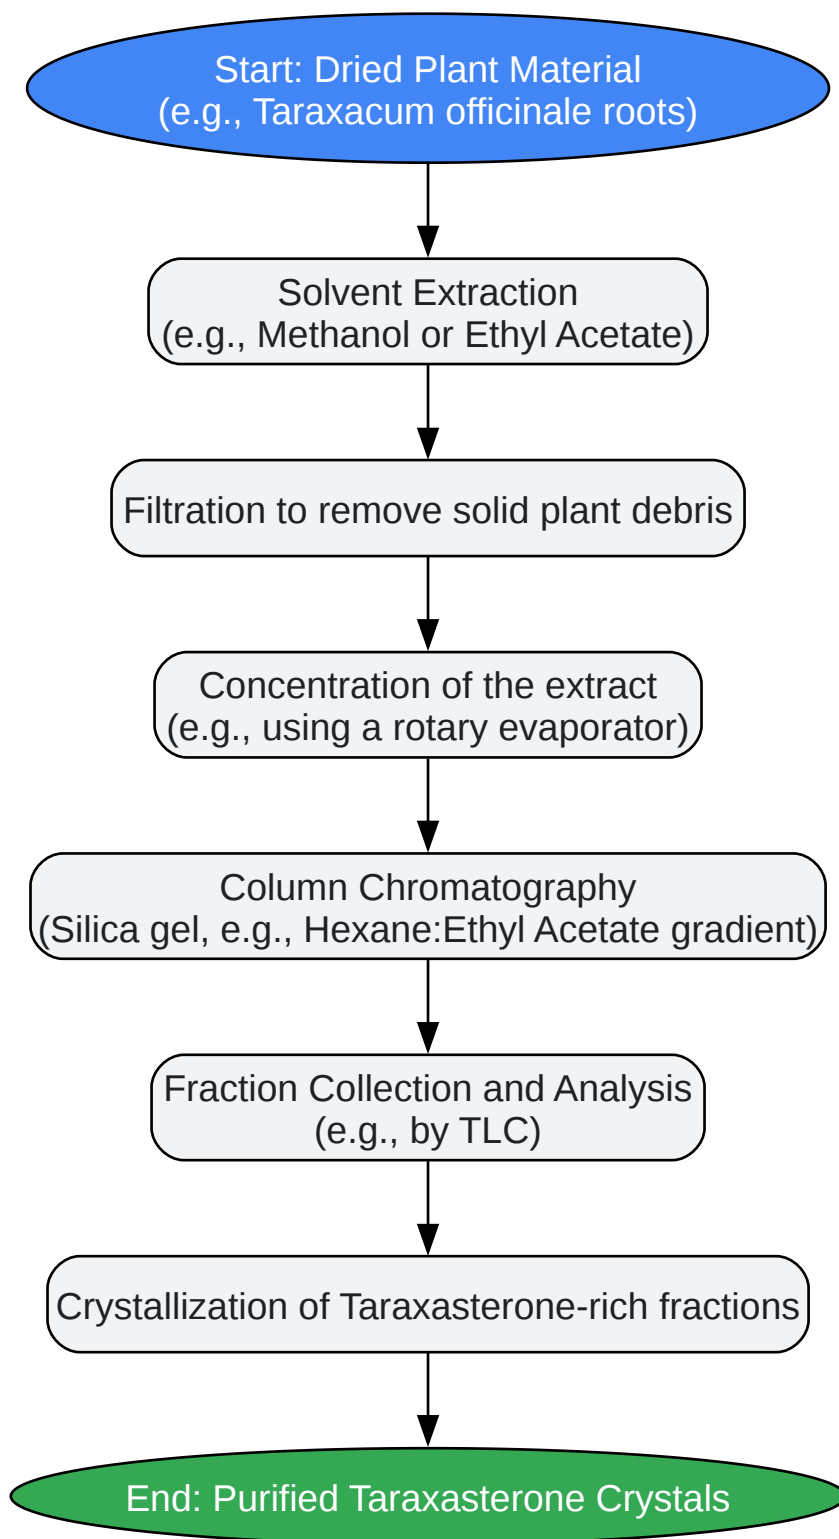 Start: Dried Plant Material
(e.g., Taraxacum officinale roots)
Solvent Extraction
(e.g., Methanol or Ethyl Acetate)
Filtration to remove solid plant debris
Concentration of the extract
(e.g., using a rotary evaporator)
Column Chromatography
(Silica gel, e.g., Hexane:Ethyl Acetate gradient)
Fraction Collection and Analysis
(e.g., by TLC)
Crystallization of Taraxasterone-rich fractions
End: Purified Taraxasterone Crystals